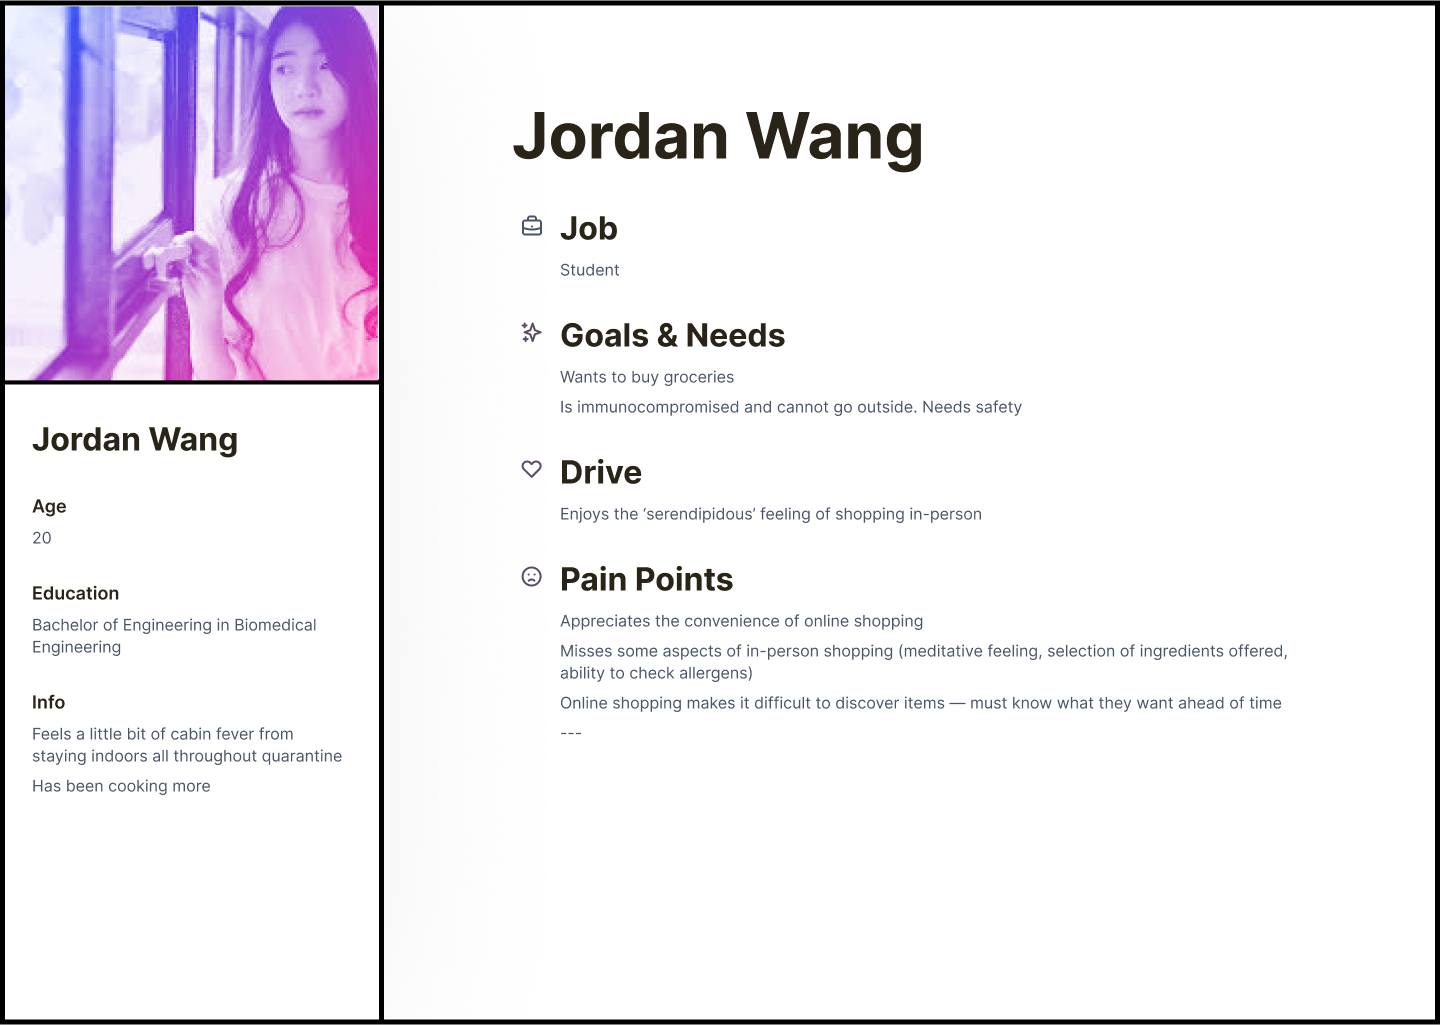 Jordan Wang
Age
20
Education
Bachelor of Engineering in Biomedical
Engineering
Info
Feels a little bit of cabin fever from
staying indoors all throughout quarantine
Has been cooking more
Jordan Wang
Job
Student
Goals & Needs
Wants to buy groceries
Is immunocompromised and cannot go outside. Needs safety
Drive
Enjoys the ‘serendipidous’ feeling of shopping in-person
Pain Points
Appreciates the convenience of online shopping
Misses some aspects of in-person shopping (meditative feeling, selection of ingredients offered,
ability to check allergens)
Online shopping makes it difficult to discover items — must know what they want ahead of time
---